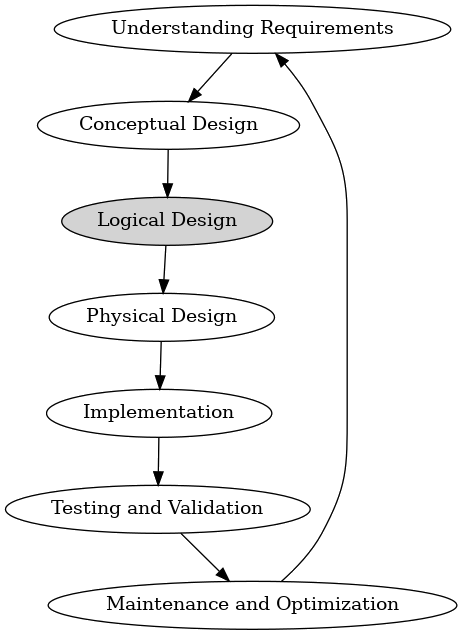 Understanding Requirements
Conceptual Design
Logical Design
Physical Design
Implementation
Testing and Validation
Maintenance and Optimization